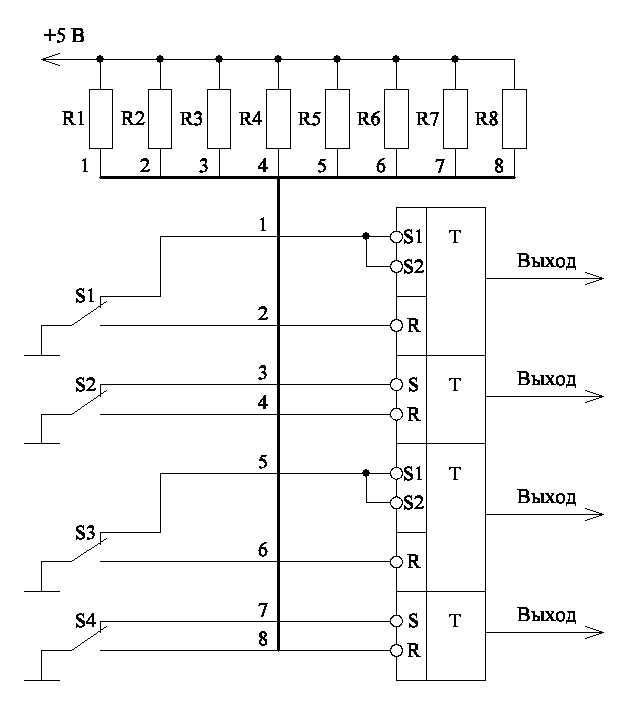 +5 В
R1 R2 R3 R4 R5 R6 R7 R8
1 2 3 4 5 6 7 8
1 S1 T
S2
Выход
S1
2 R
3 S T
S2
Выход
4 R
5 S1 T
S2
Выход
S3
6 R
7 S T
S4
Выход
8 R